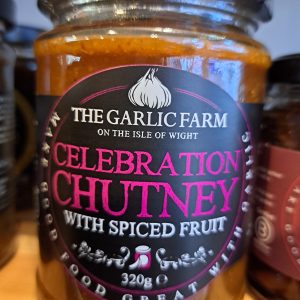 THE GARLIC FARM
ON THE ISLE OF WIGHT
CELEBRATION
CHUTNEY
WITH SPICED FRUIT
320g e
MAKE GOOD FOOD GREAT WITH GARLIC